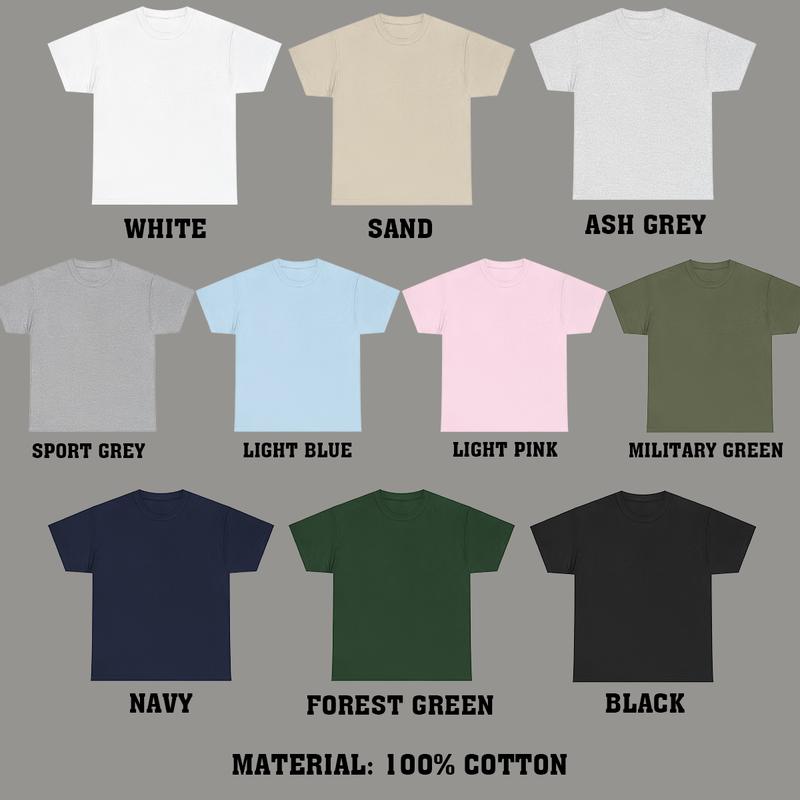 WHITE
SAND
ASH GREY
SPORT GREY
LIGHT BLUE
LIGHT PINK
MILITARY GREEN
NAVY
FOREST GREEN
BLACK
MATERIAL: 100% COTTON